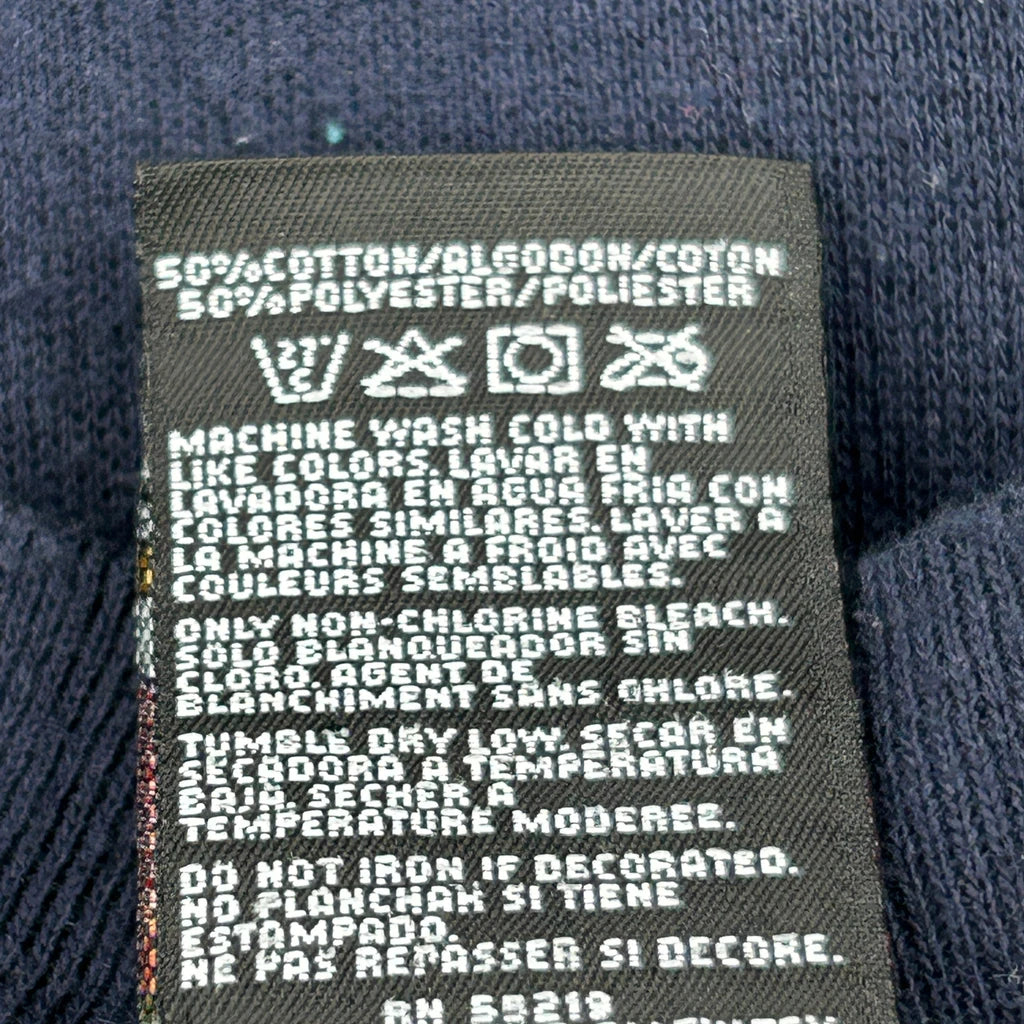 50%COTTON/ALGODON/COTON
50%POLYESTER/POLIESTER
MACHINE WASH COLD WITH
LIKE COLORS. LAVAR EN
LAVADORA EN AGUA FRIA CON
COLORES SIMILARES. LAVER A
LA MACHINE A FROID AVEC
COULEURS SEMBLABLES.
ONLY NON-CHLORINE BLEACH.
SOLO BLANQUEADOR SIN
CLORO. AGENT DE
BLANCHIMENT SANS CHLORE.
TUMBLE DRY LOW. SECAR EN
SECADORA A TEMPERATURA
BAJA. SECHER A
TEMPERATURE MODEREE.
DO NOT IRON IF DECORATED.
NO PLANCHAR SI TIENE
ESTAMPADO.
NE PAS REPASSER SI DECORE.
RN 58219